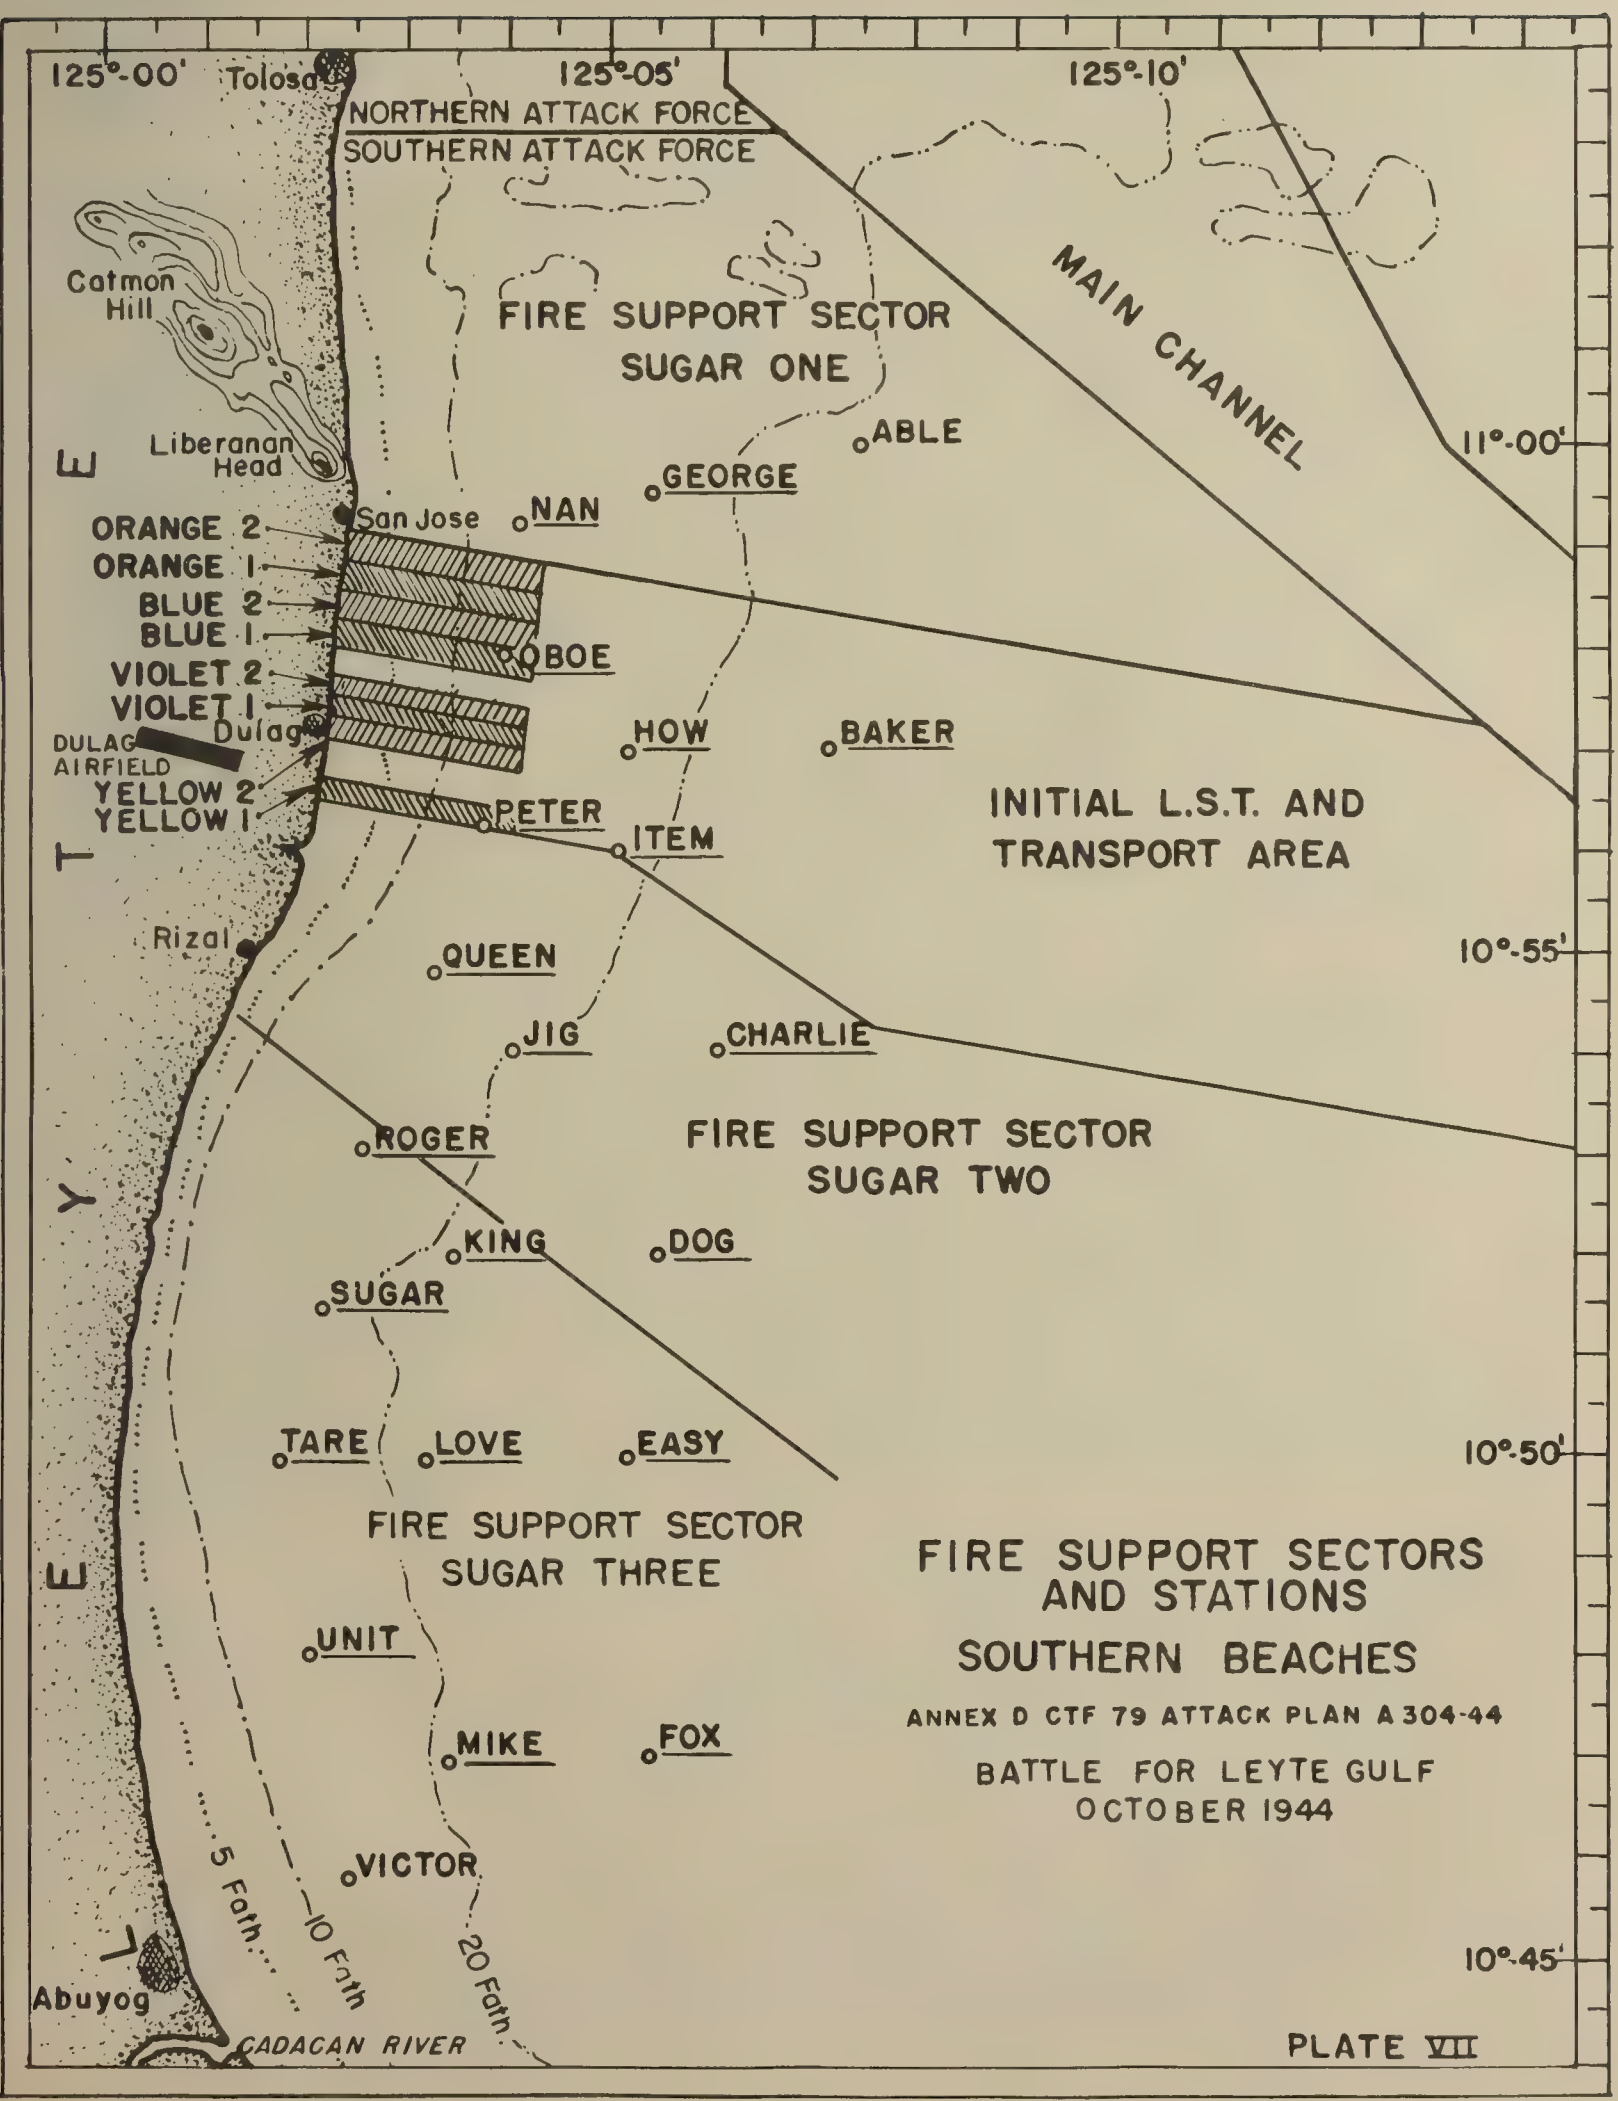 125°-00'
Tolosa
125°-05'
125°-10'
NORTHERN ATTACK FORCE
SOUTHERN ATTACK FORCE
Catmon
Hill
MAIN CHANNEL
FIRE SUPPORT SECTOR
SUGAR ONE
ABLE
11°-00'
Liberanan
Head
GEORGE
NAN
San Jose
ORANGE 2
ORANGE 1
BLUE 2
BLUE 1
OBOE
VIOLET 2
VIOLET 1
Dulag
DULAG
AIRFIELD
HOW
BAKER
YELLOW 2
YELLOW 1
PETER
ITEM
INITIAL L.S.T. AND
TRANSPORT AREA
Rizal
QUEEN
10°-55'
JIG
CHARLIE
ROGER
FIRE SUPPORT SECTOR
SUGAR TWO
KING
DOG
SUGAR
TARE
LOVE
EASY
10°-50'
FIRE SUPPORT SECTOR
SUGAR THREE
UNIT
MIKE
FOX
VICTOR
5 Fath.
10 Fath
20 Fath.
LEYTE
Abuyog
CADACAN RIVER
10°-45'
FIRE SUPPORT SECTORS
AND STATIONS
SOUTHERN BEACHES
ANNEX D CTF 79 ATTACK PLAN A 304-44
BATTLE FOR LEYTE GULF
OCTOBER 1944
PLATE VII